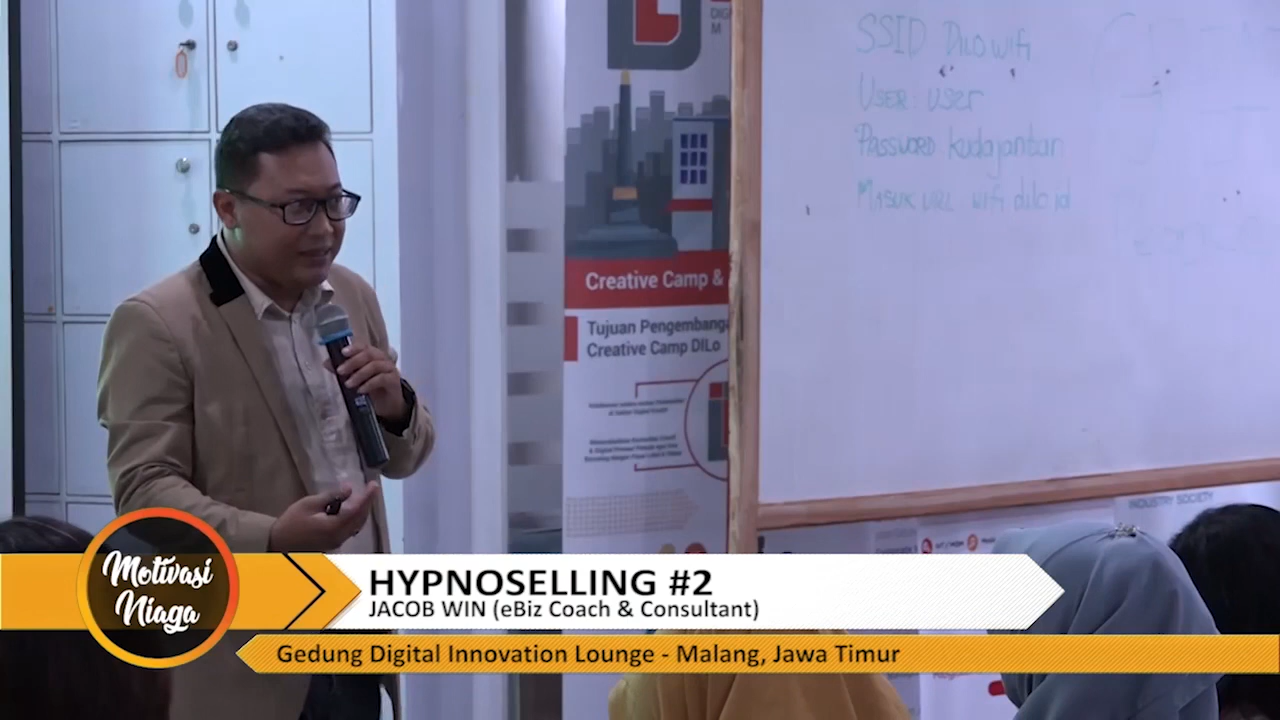 SSID DiLo.wifi
USER: user
PASSWORD kudajantan
MASUK URL wifi.dilo.id
Creative Camp &
Tujuan Pengembanga
Creative Camp DILo
INDUSTRY SOCIETY
Motivasi
Niaga
HYPNOSELLING #2
JACOB WIN (eBiz Coach & Consultant)
Gedung Digital Innovation Lounge - Malang, Jawa Timur